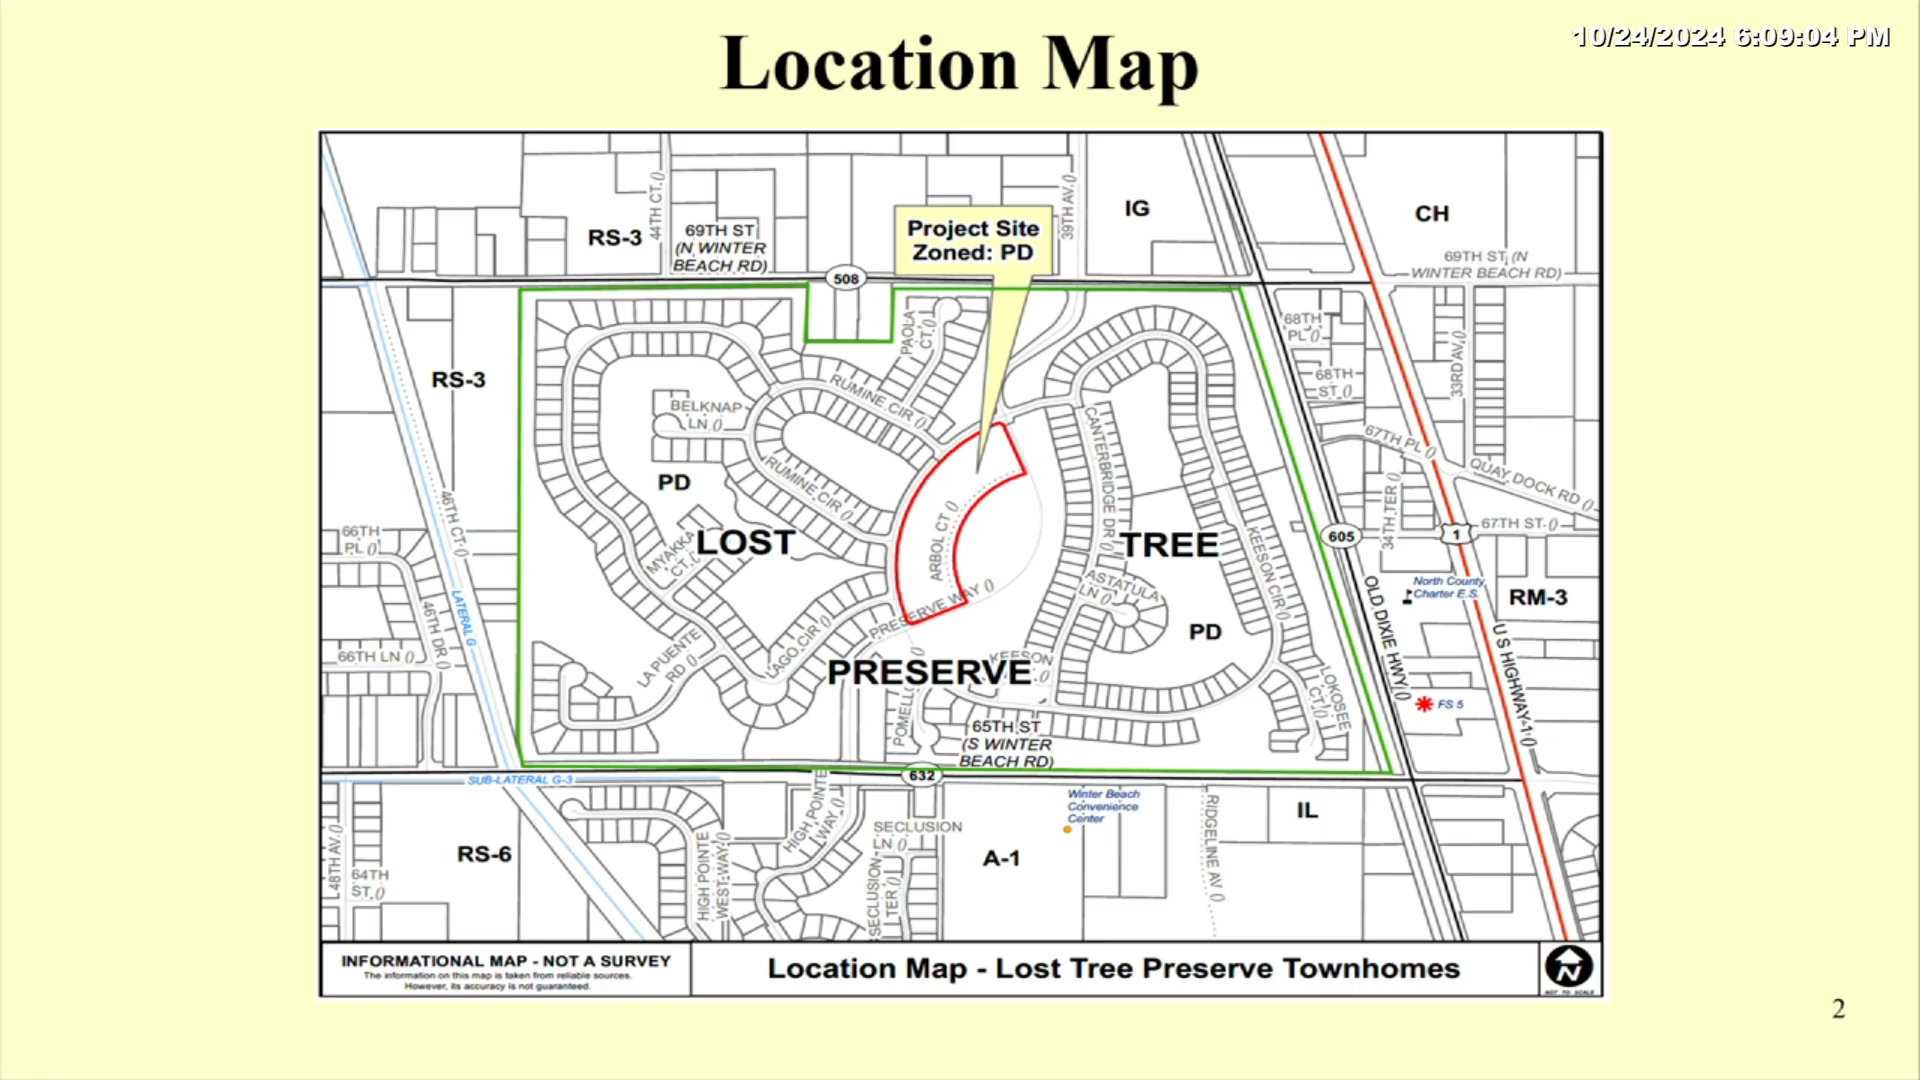 10/24/2024 6:09:04 PM
Location Map
Project Site
Zoned: PD
IG
CH
RS-3
44TH CT ()
69TH ST
(N WINTER
BEACH RD)
39TH AV ()
69TH ST (N
WINTER BEACH RD)
508
RS-3
PAOLA
CT ()
68TH
PL ()
68TH
ST ()
33RD AV ()
RUMINE CIR ()
BELKNAP
LN ()
67TH PL ()
QUAY DOCK RD ()
CANTERBRIDGE DR ()
RUMINE CIR ()
PD
46TH CT ()
34TH TER ()
67TH ST ()
66TH
PL ()
LOST
TREE
605
1
MYAKKA
CT ()
ARBOL CT ()
KEESON CIR ()
ASTATULA
LN ()
OLD DIXIE HWY ()
North County
Charter E.S.
RM-3
LATERAL G
46TH DR ()
PRESERVE WAY ()
PD
66TH LN ()
LA PUENTE
RD ()
LAGO CIR ()
PRESERVE
KEESON
()
LOKOSEE
CT ()
U S HIGHWAY 1 ()
FS 5
65TH ST
(S WINTER
BEACH RD)
SUB-LATERAL G-3
632
Winter Beach
Convenience
Center
IL
HIGH POINTE
WAY ()
SECLUSION
LN ()
RIDGELINE AV ()
48TH AV ()
RS-6
64TH
ST ()
HIGH POINTE
WEST WAY ()
SECLUSION
TER ()
A-1
INFORMATIONAL MAP - NOT A SURVEY
The information on this map is taken from reliable sources.
However, its accuracy is not guaranteed.
Location Map - Lost Tree Preserve Townhomes
N
NOT TO SCALE
2